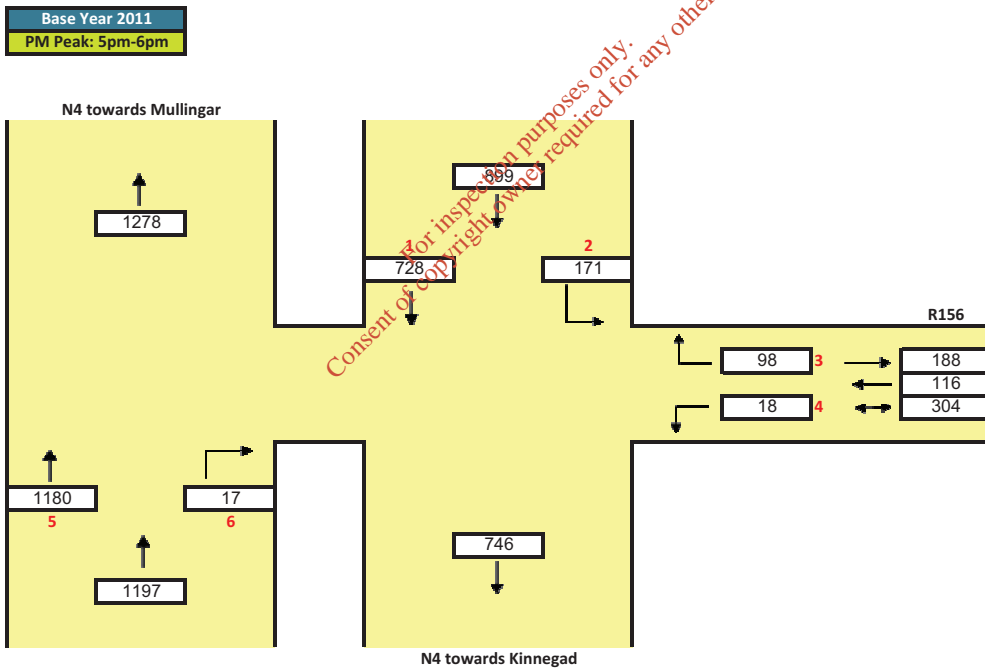 Base Year 2011
PM Peak: 5pm-6pm
For inspection purposes only.
Consent of copyright owner required for any other
N4 towards Mullingar
899
1278
1
2
728
171
R156
98
3
188
116
18
4
304
1180
17
5
6
746
1197
N4 towards Kinnegad